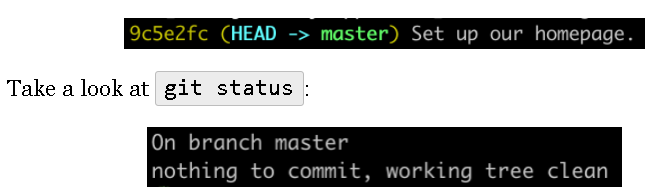 9c5e2fc (HEAD -> master) Set up our homepage.
Take a look at git status:
On branch master
nothing to commit, working tree clean